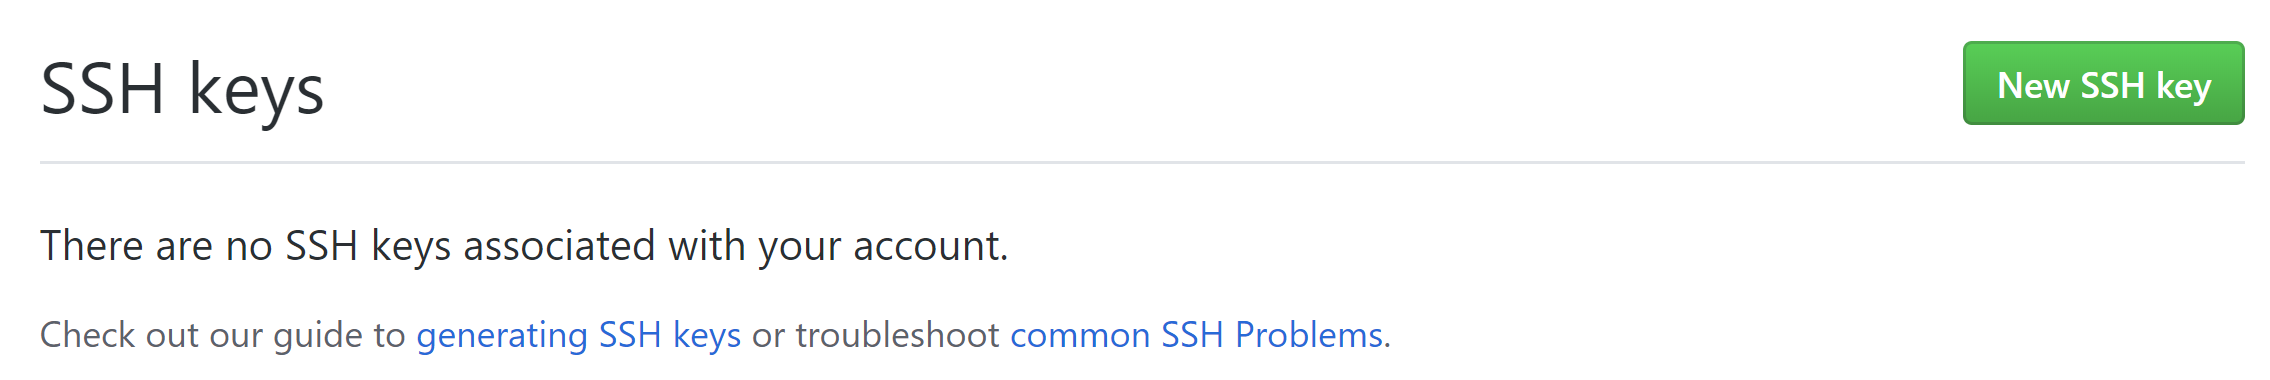 SSH keys
New SSH key
There are no SSH keys associated with your account.
Check out our guide to generating SSH keys or troubleshoot common SSH Problems.